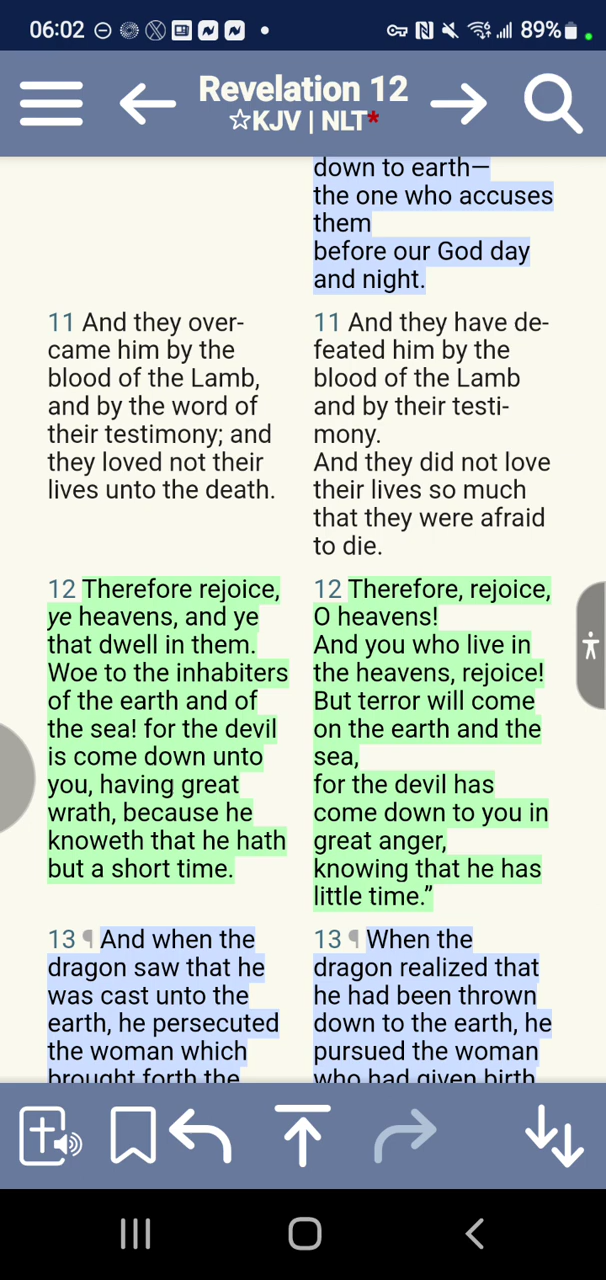 06:02
89%
Revelation 12
☆KJV | NLT*
down to earth—
the one who accuses
them
before our God day
and night.
11 And they over-
came him by the
blood of the Lamb,
and by the word of
their testimony; and
they loved not their
lives unto the death.
11 And they have de-
feated him by the
blood of the Lamb
and by their testi-
mony.
And they did not love
their lives so much
that they were afraid
to die.
12 Therefore rejoice,
ye heavens, and ye
that dwell in them.
Woe to the inhabiters
of the earth and of
the sea! for the devil
is come down unto
you, having great
wrath, because he
knoweth that he hath
but a short time.
12 Therefore, rejoice,
O heavens!
And you who live in
the heavens, rejoice!
But terror will come
on the earth and the
sea,
for the devil has
come down to you in
great anger,
knowing that he has
little time.”
13 ¶ And when the
dragon saw that he
was cast unto the
earth, he persecuted
the woman which
brought forth the
13 ¶ When the
dragon realized that
he had been thrown
down to the earth, he
pursued the woman
who had given birth